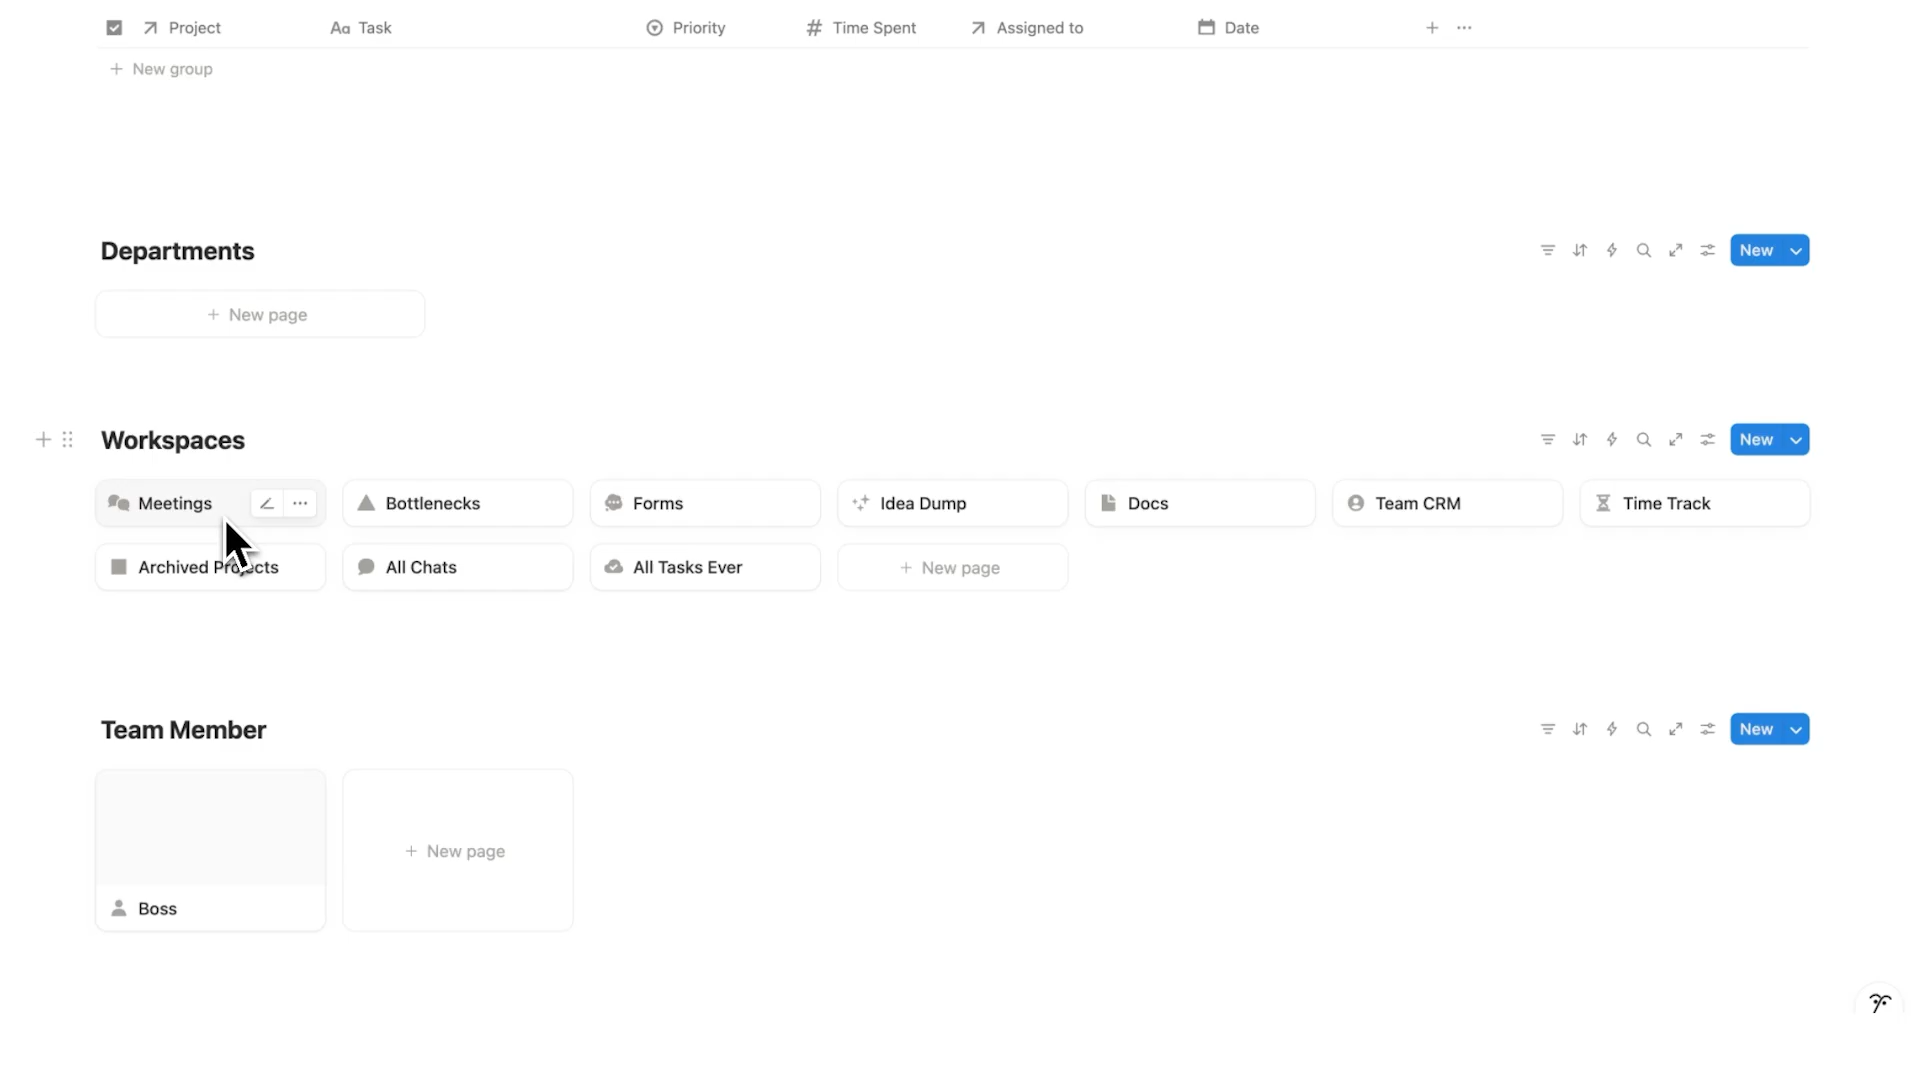 Project Aa Task Priority # Time Spent Assigned to Date + ...
+ New group
Departments New
+ New page
Workspaces New
Meetings Bottlenecks Forms Idea Dump Docs Team CRM Time Track
Archived Projects All Chats All Tasks Ever + New page
Team Member New
+ New page
Boss